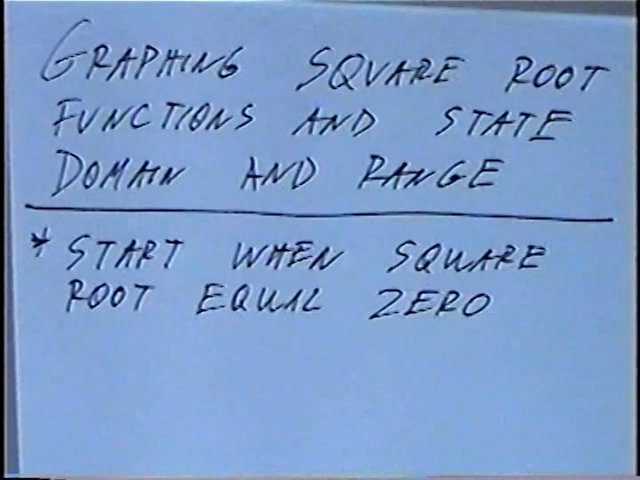 GRAPHING SQUARE ROOT
FUNCTIONS AND STATE
DOMAIN AND RANGE
* START WHEN SQUARE
ROOT EQUAL ZERO